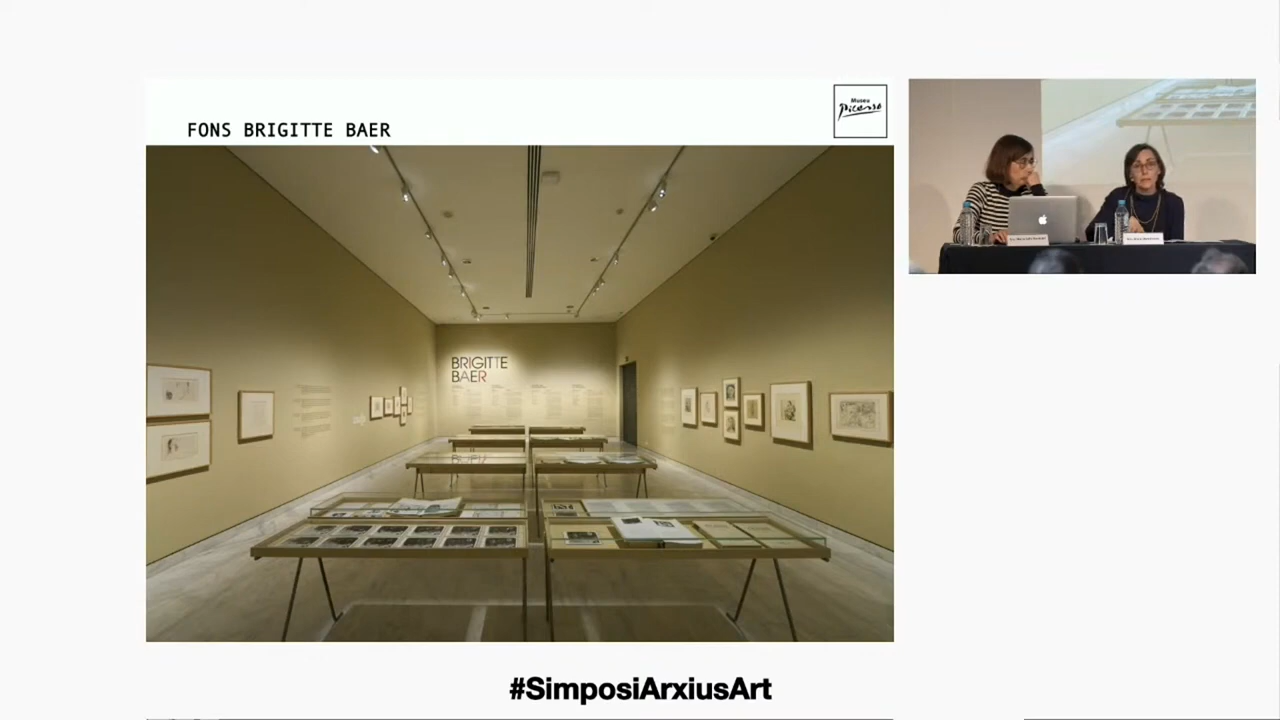 FONS BRIGITTE BAER
Museu
Picasso
BRIGITTE
BAER
#SimposiArxiusArt